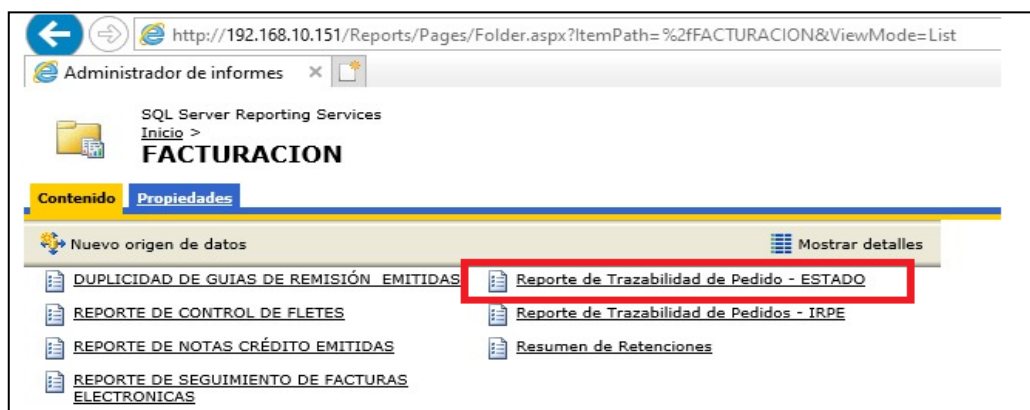 http://192.168.10.151/Reports/Pages/Folder.aspx?ItemPath=%2fFACTURACION&ViewMode=List
Administrador de informes
SQL Server Reporting Services
Inicio >
FACTURACION
Contenido Propiedades
Nuevo origen de datos Mostrar detalles
DUPLICIDAD DE GUIAS DE REMISIÓN EMITIDAS Reporte de Trazabilidad de Pedido - ESTADO
REPORTE DE CONTROL DE FLETES Reporte de Trazabilidad de Pedidos - IRPE
REPORTE DE NOTAS CRÉDITO EMITIDAS Resumen de Retenciones
REPORTE DE SEGUIMIENTO DE FACTURAS
ELECTRONICAS